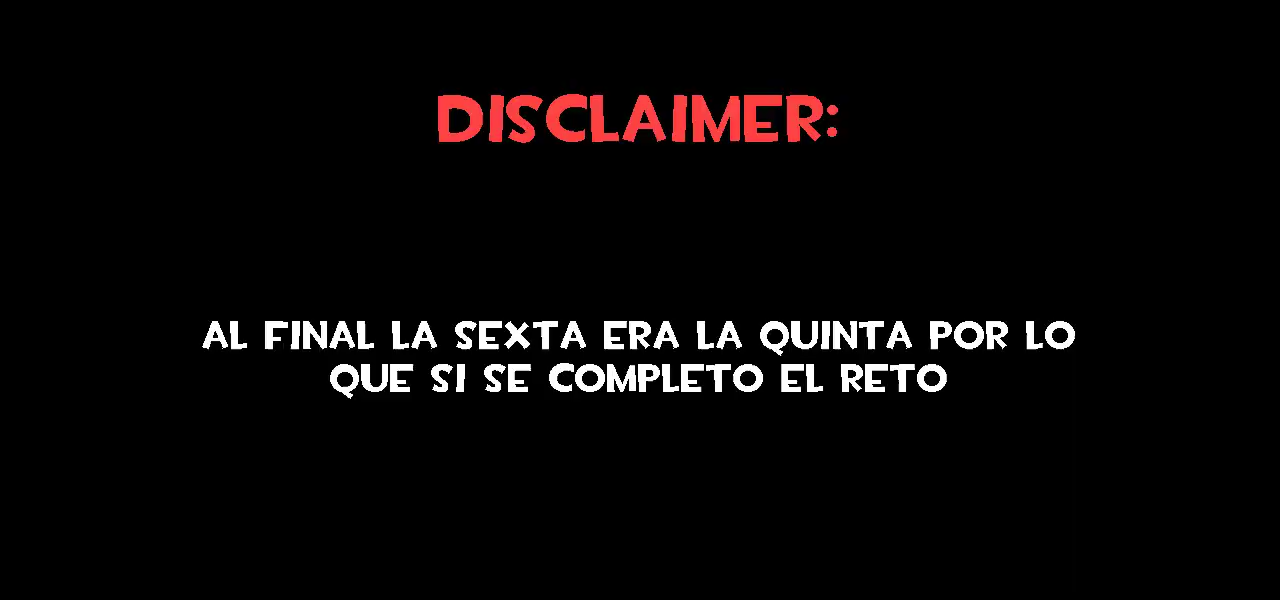 DISCLAIMER:
AL FINAL LA SEXTA ERA LA QUINTA POR LO
QUE SI SE COMPLETO EL RETO